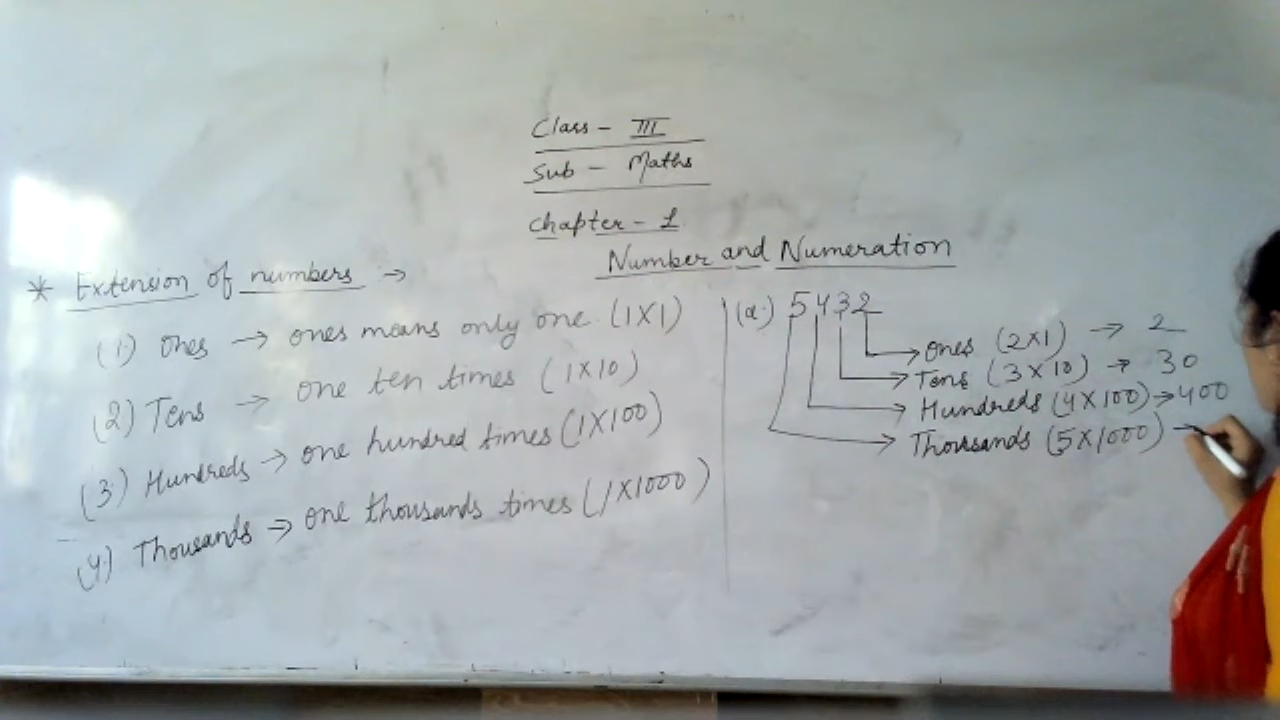 Class - III
Sub - Maths
Chapter - 1
Number and Numeration
* Extension of numbers →
(1) Ones → ones means only one (1X1)
(2) Tens → one ten times (1X10)
(3) Hundreds → one hundred times (1X100)
(4) Thousands → one thousands times (1X1000)
(a.) 5432
→ Ones (2X1) → 2
→ Tens (3X10) → 30
→ Hundreds (4X100) → 400
→ Thousands (5X1000) →